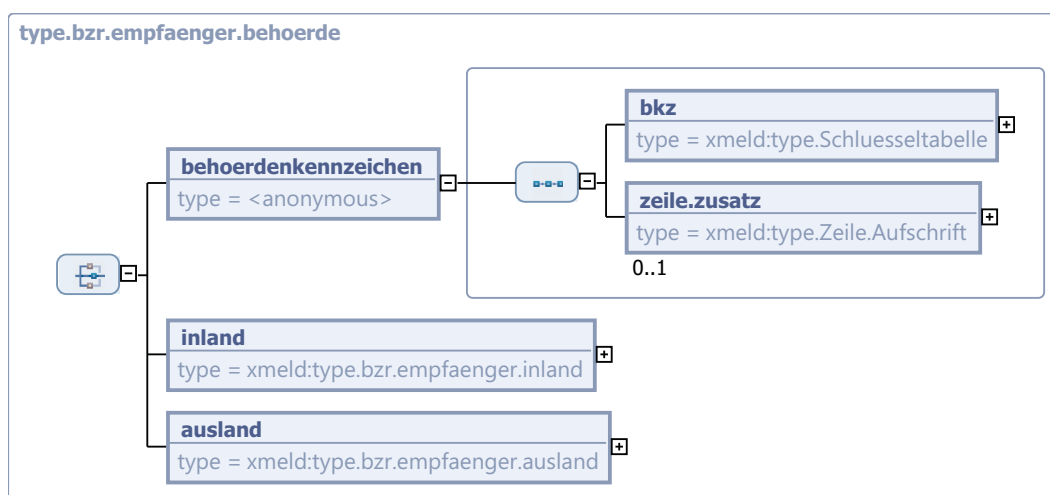 type.bzr.empfaenger.behoerde
behoerdenkennzeichen
type = <anonymous>
bkz
type = xmeld:type.Schluesseltabelle
zeile.zusatz
type = xmeld:type.Zeile.Aufschrift
0..1
inland
type = xmeld:type.bzr.empfaenger.inland
ausland
type = xmeld:type.bzr.empfaenger.ausland